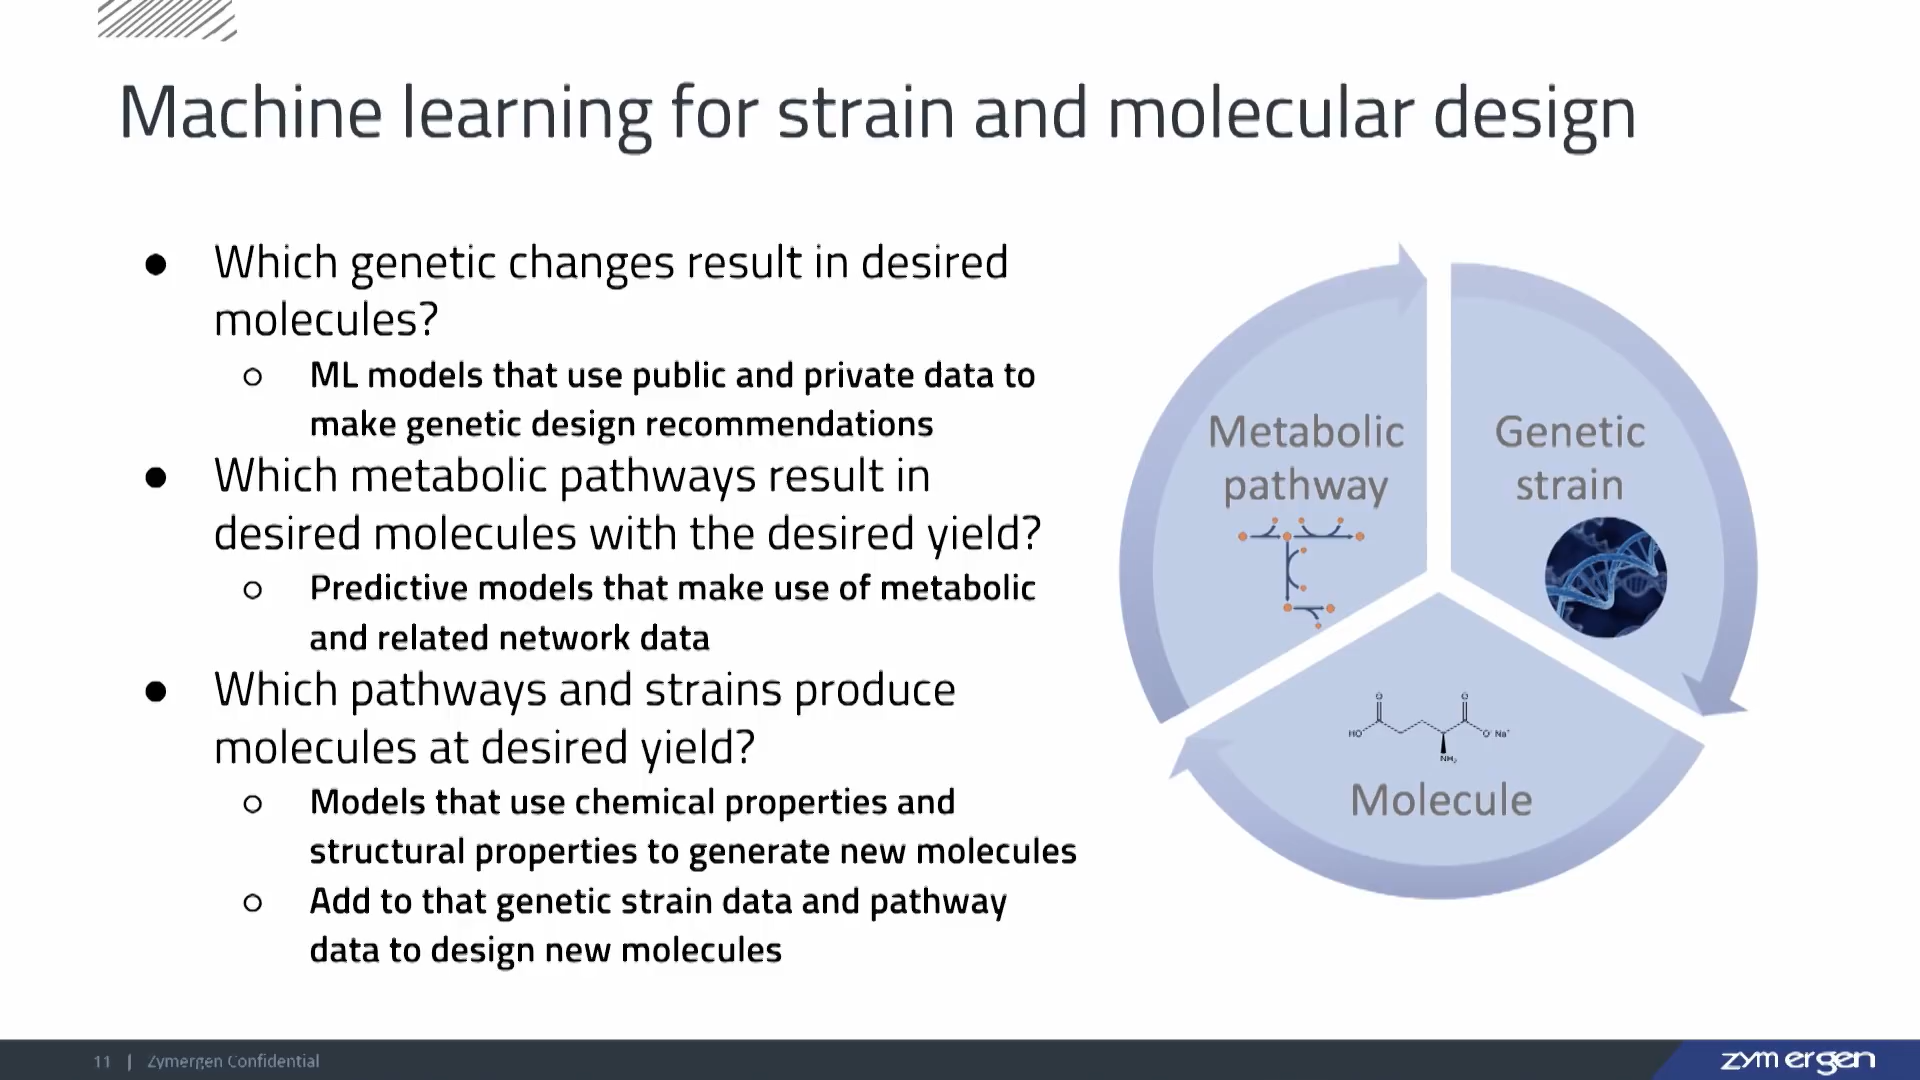 Machine learning for strain and molecular design
● Which genetic changes result in desired
molecules?
○ ML models that use public and private data to
make genetic design recommendations
● Which metabolic pathways result in
desired molecules with the desired yield?
○ Predictive models that make use of metabolic
and related network data
● Which pathways and strains produce
molecules at desired yield?
○ Models that use chemical properties and
structural properties to generate new molecules
○ Add to that genetic strain data and pathway
data to design new molecules
Metabolic
pathway
Genetic
strain
O O
HO O⁻ Na⁺
NH₂
Molecule
11 | Zymergen Confidential
zymergen